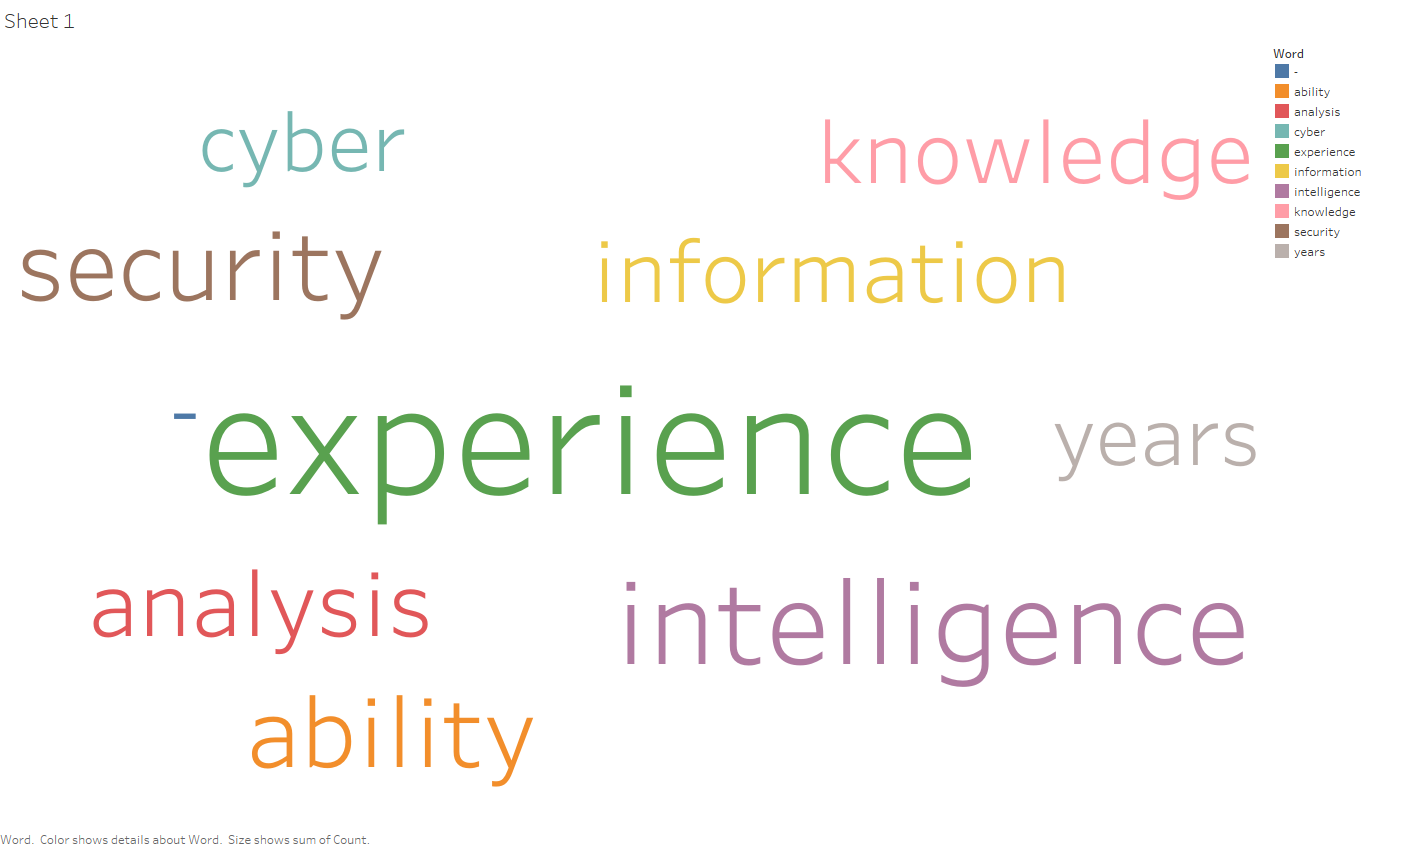 Sheet 1
cyber
knowledge
security
information
-
experience
years
analysis
intelligence
ability
Word
-
ability
analysis
cyber
experience
information
intelligence
knowledge
security
years
Word. Color shows details about Word. Size shows sum of Count.